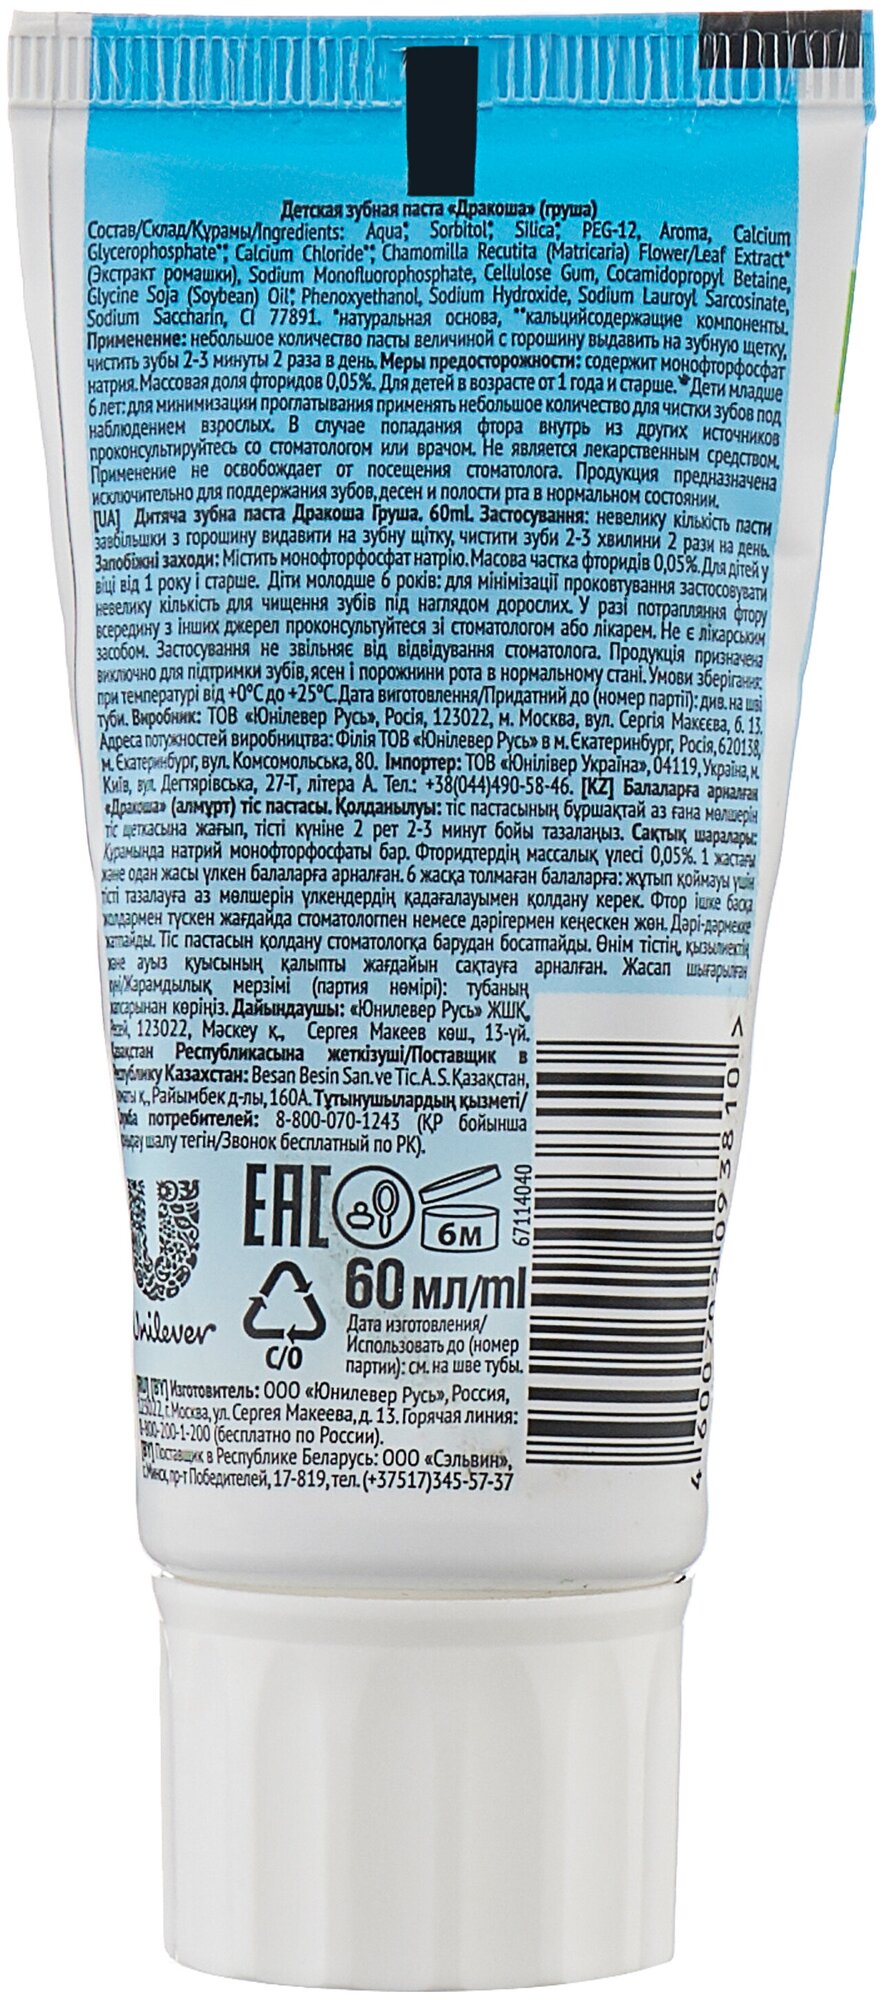 Детская зубная паста «Дракоша» (груша)
Состав/Склад/Құрамы/Ingredients: Aqua*, Sorbitol*, Silica*, PEG-12, Aroma, Calcium
Glycerophosphate**, Calcium Chloride**, Chamomilla Recutita (Matricaria) Flower/Leaf Extract*
(Экстракт ромашки), Sodium Monofluorophosphate, Cellulose Gum, Cocamidopropyl Betaine,
Glycine Soja (Soybean) Oil*, Phenoxyethanol, Sodium Hydroxide, Sodium Lauroyl Sarcosinate,
Sodium Saccharin, CI 77891. *натуральная основа, **кальцийсодержащие компоненты.
Применение: небольшое количество пасты величиной с горошину выдавить на зубную щетку,
чистить зубы 2-3 минуты 2 раза в день. Меры предосторожности: содержит монофторфосфат
натрия. Массовая доля фторидов 0,05%. Для детей в возрасте от 1 года и старше. Дети младше
6 лет: для минимизации проглатывания применять небольшое количество для чистки зубов под
наблюдением взрослых. В случае попадания фтора внутрь из других источников
проконсультируйтесь со стоматологом или врачом. Не является лекарственным средством.
Применение не освобождает от посещения стоматолога. Продукция предназначена
исключительно для поддержания зубов, десен и полости рта в нормальном состоянии.
[UA] Дитяча зубна паста Дракоша Груша. 60ml. Застосування: невелику кількість пасти
завбільшки з горошину видавити на зубну щітку, чистити зуби 2-3 хвилини 2 рази на день.
Запобіжні заходи: Містить монофторфосфат натрію. Масова частка фторидів 0,05%. Для дітей у
віці від 1 року і старше. Діти молодше 6 років: для мінімізації проковтування застосовувати
невелику кількість для чищення зубів під наглядом дорослих. У разі потрапляння фтору
всередину з інших джерел проконсультуйтеся зі стоматологом або лікарем. Не є лікарським
засобом. Застосування не звільняє від відвідування стоматолога. Продукція призначена
виключно для підтримки зубів, ясен і порожнини рота в нормальному стані. Умови зберігання:
при температурі від +0°С до +25°С. Дата виготовлення/Придатний до (номер партії): див. на шві
туби. Виробник: ТОВ «Юнілевер Русь», Росія, 123022, м. Москва, вул. Сергія Макєєва, б. 13.
Адреса потужностей виробництва: Філія ТОВ «Юнілевер Русь» в м. Єкатеринбург, Росія, 620138,
м. Єкатеринбург, вул. Комсомольська, 80. Імпортер: ТОВ «Юнілівер Україна», 04119, Україна, м.
Київ, вул. Дегтярівська, 27-Т, літера А. Тел.: +38(044)490-58-46. [KZ] Балаларға арналған
«Дракоша» (алмұрт) тіс пастасы. Қолданылуы: тіс пастасының бұршақтай аз ғана мөлшерін
тіс щеткасына жағып, тісті күніне 2 рет 2-3 минут бойы тазалаңыз. Сақтық шаралары:
Құрамында натрий монофторфосфаты бар. Фторидтердің массалық үлесі 0,05%. 1 жастағы
және одан жасы үлкен балаларға арналған. 6 жасқа толмаған балаларға: жұтып қоймауы үшін
тісті тазалауға аз мөлшерін үлкендердің қадағалауымен қолдану керек. Фтор ішке басқа
жолдармен түскен жағдайда стоматологпен немесе дәрігермен кеңескен жөн. Дәрі-дәрмекке
жатпайды. Тіс пастасын қолдану стоматологқа барудан босатпайды. Өнім тістің, қызылиектің
және ауыз қуысының қалыпты жағдайын сақтауға арналған. Жасап шығарылған
күні/Жарамдылық мерзімі (партия нөмірі): тубаның
жапсарынан көріңіз. Дайындаушы: «Юнилевер Русь» ЖШҚ,
Ресей, 123022, Мәскеу қ., Сергея Макеев көш., 13-үй.
Қазақстан Республикасына жеткізуші/Поставщик в
Республику Казахстан: Besan Besin San.ve Tic.A.S. Қазақстан,
Алматы қ., Райымбек д-лы, 160А. Тұтынушылардың қызметі/
Служба потребителей: 8-800-070-1243 (ҚР бойынша
қоңырау шалу тегін/Звонок бесплатный по РК).
EAC
6м
67114040
60 мл/ml
Unilever
C/O
Дата изготовления/
Использовать до (номер
партии): см. на шве тубы.
[RU] [BY] Изготовитель: ООО «Юнилевер Русь», Россия,
123022, г. Москва, ул. Сергея Макеева, д. 13. Горячая линия:
8-800-200-1-200 (бесплатно по России).
[BY] Поставщик в Республике Беларусь: ООО «Сэльвин»,
г. Минск, пр-т Победителей, 17-819, тел. (+37517)345-57-37
4 600702 093810 >